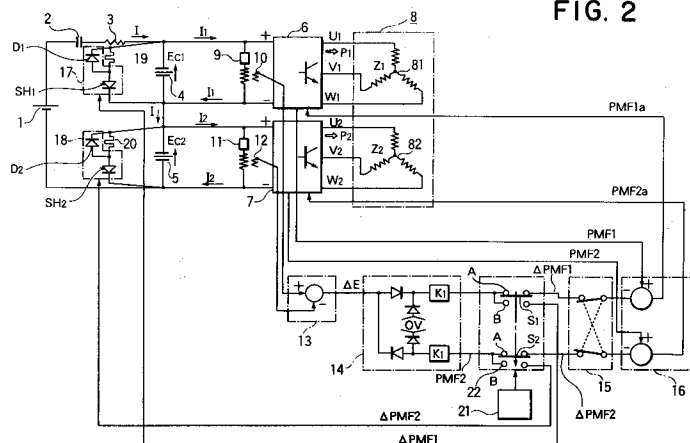 FIG. 2
2
3
I
I1
6
8
+
U1
D1
19
EC1
9
10
⇨ P1
V1
Z1
81
17
4
SH1
I1
-
W1
PMF1a
1
I
I2
+
U2
18
20
EC2
11
12
⇨ P2
V2
Z2
82
D2
5
I2
-
W2
PMF2a
SH2
7
PMF1
PMF2
ΔPMF1
+
-
+
-
ΔE
A
K1
B
S1
13
(OV)
A
S2
+
-
K1
14
PMF2
B
22
ΔPMF2
15
16
21
ΔPMF2
ΔPMF1